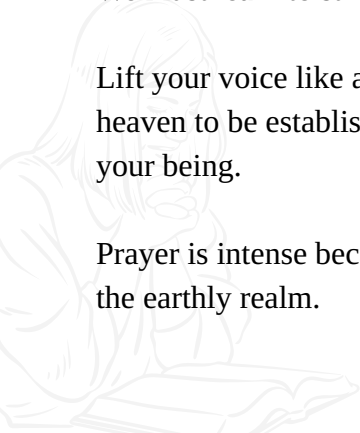 Lift your voice like a
heaven to be establis
your being.
Prayer is intense bec
the earthly realm.